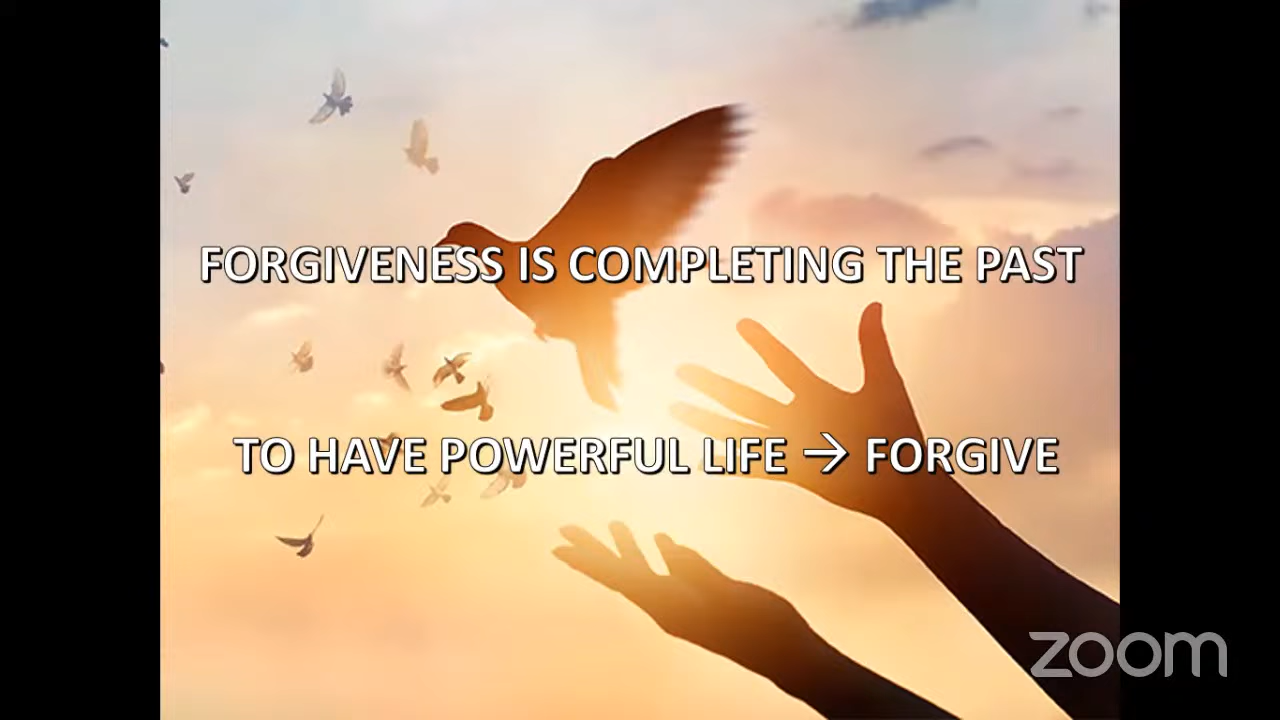 FORGIVENESS IS COMPLETING THE PAST
TO HAVE POWERFUL LIFE → FORGIVE
zoom